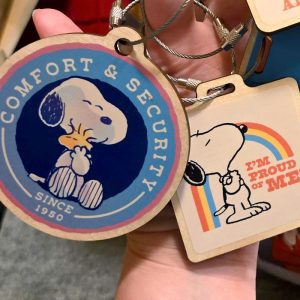 COMFORT & SECURITY
SINCE
1950
I'M
PROUD
OF ME!